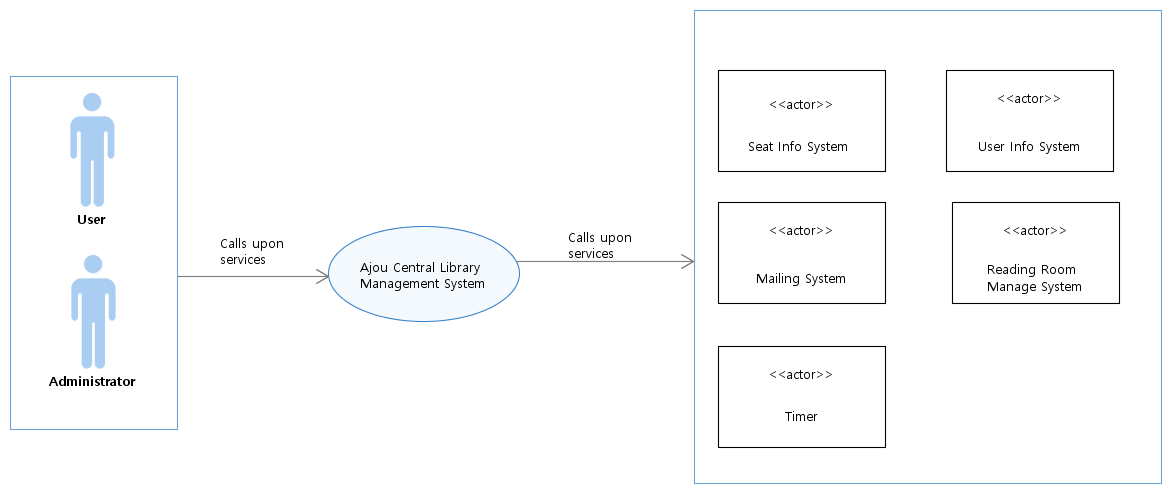 User
Administrator
Calls upon
services
Ajou Central Library
Management System
Calls upon
services
<<actor>>
Seat Info System
<<actor>>
User Info System
<<actor>>
Mailing System
<<actor>>
Reading Room
Manage System
<<actor>>
Timer